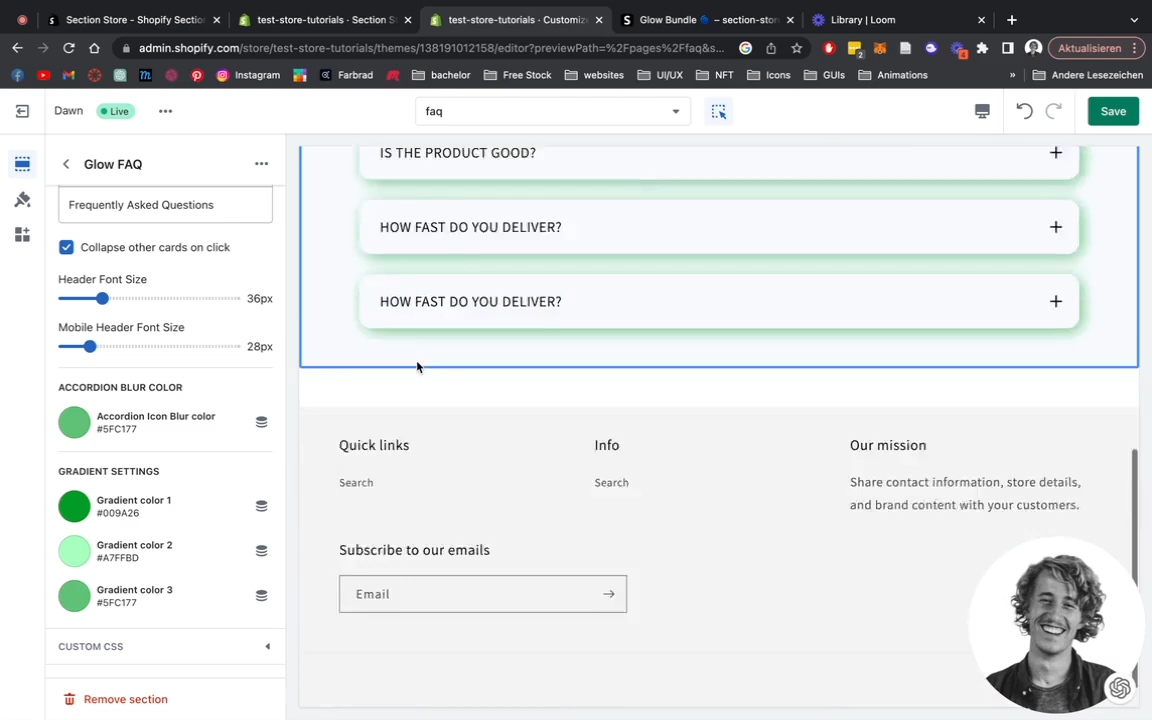 Section Store - Shopify Section
test-store-tutorials · Section S
test-store-tutorials · Customiz
Glow Bundle 🔵 – section-stor
Library | Loom
admin.shopify.com/store/test-store-tutorials/themes/138191012158/editor?previewPath=%2Fpages%2Ffaq&s...
2
4
Aktualisieren
Instagram
Farbrad
bachelor
Free Stock
websites
UI/UX
NFT
Icons
GUIs
Animations
»
Andere Lesezeichen
Dawn
Live
faq
Save
Glow FAQ
Frequently Asked Questions
Collapse other cards on click
Header Font Size
36px
Mobile Header Font Size
28px
ACCORDION BLUR COLOR
Accordion Icon Blur color
#5FC177
GRADIENT SETTINGS
Gradient color 1
#009A26
Gradient color 2
#A7FFBD
Gradient color 3
#5FC177
CUSTOM CSS
Remove section
IS THE PRODUCT GOOD?
HOW FAST DO YOU DELIVER?
HOW FAST DO YOU DELIVER?
Quick links
Info
Our mission
Search
Search
Share contact information, store details,
and brand content with your customers.
Subscribe to our emails
Email